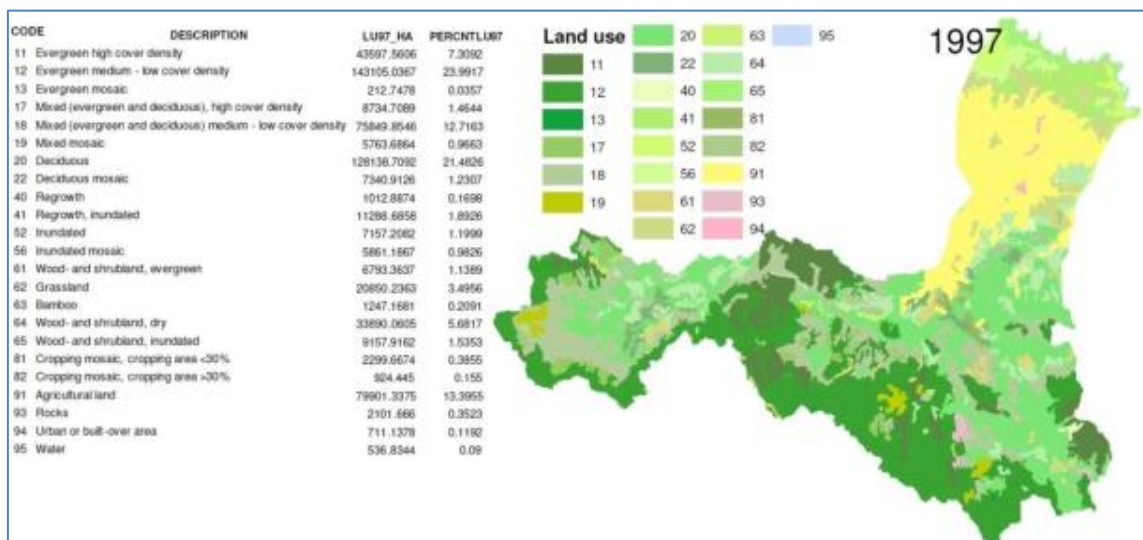 CODE DESCRIPTION LU97_HA PERCNTLU97
11 Evergreen high cover density 43597.5606 7.3092
12 Evergreen medium - low cover density 143105.0367 23.9917
13 Evergreen mosaic 212.7478 0.0357
17 Mixed (evergreen and deciduous), high cover density 8734.7089 1.4644
18 Mixed (evergreen and deciduous) medium - low cover density 75849.8546 12.7163
19 Mixed mosaic 5763.6864 0.9663
20 Deciduous 128138.7092 21.4826
22 Deciduous mosaic 7340.9126 1.2307
40 Regrowth 1012.8874 0.1698
41 Regrowth, inundated 11288.6858 1.8926
52 Inundated 7157.2082 1.1999
56 Inundated mosaic 5861.1867 0.9826
61 Wood- and shrubland, evergreen 6793.3637 1.1389
62 Grassland 20850.2363 3.4956
63 Bamboo 1247.1681 0.2091
64 Wood- and shrubland, dry 33890.0605 5.6817
65 Wood- and shrubland, inundated 9157.9162 1.5353
81 Cropping mosaic, cropping area <30% 2299.6674 0.3855
82 Cropping mosaic, cropping area >30% 924.445 0.155
91 Agricultural land 79901.3375 13.3955
93 Rocks 2101.666 0.3523
94 Urban or built-over area 711.1378 0.1192
95 Water 536.8344 0.09
Land use
11
12
13
17
18
19
20
22
40
41
52
56
61
62
63
64
65
81
82
91
93
94
95
1997